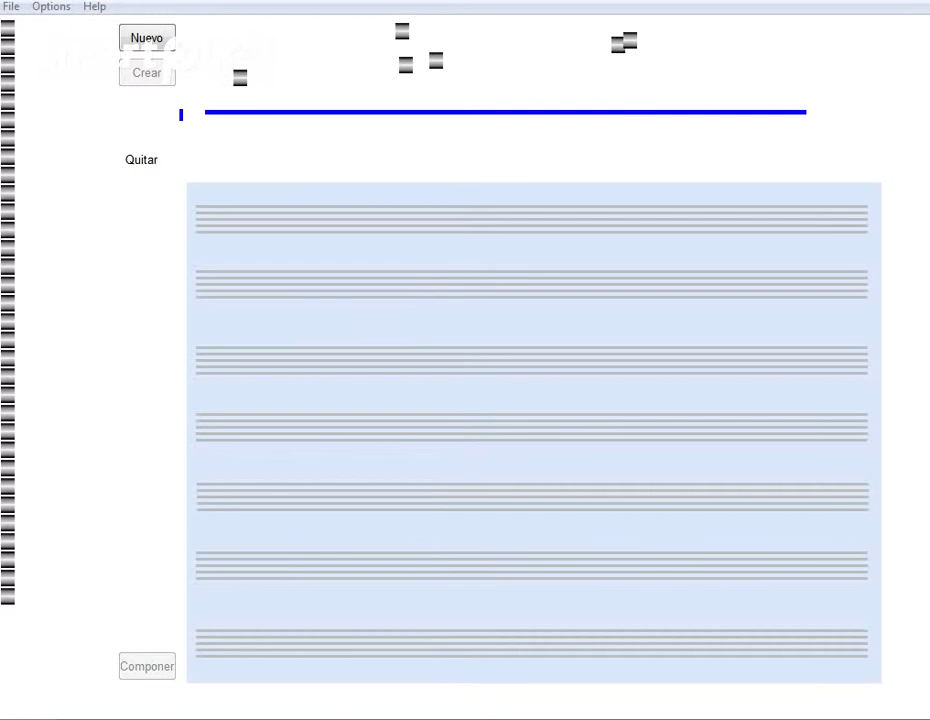 File Options Help
Nuevo
Crear
Quitar
Componer